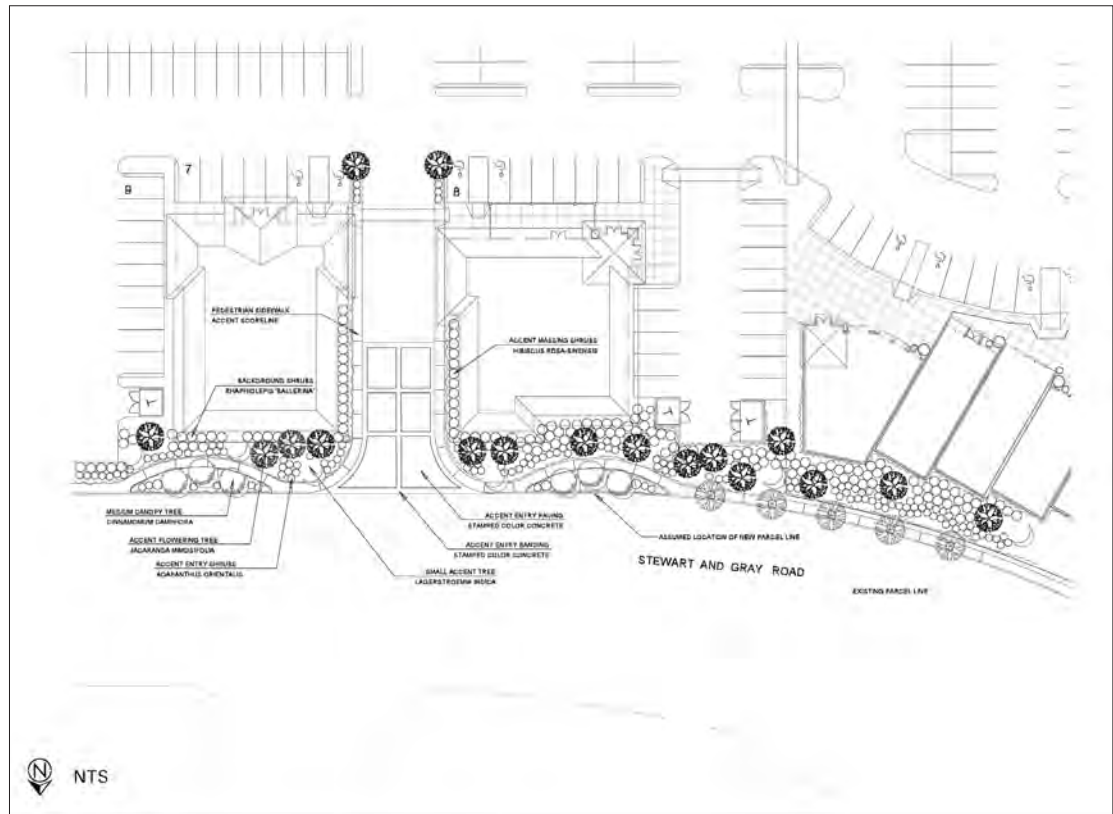 7
9
8
PEDESTRIAN SIDEWALK
ACCENT SCORELINE
ACCENT MASSING SHRUBS
HIBISCUS ROSA-SINENSIS
BACKGROUND SHRUBS
RHAPHIOLEPIS "BALLERINA"
MEDIUM CANOPY TREE
CINNAMOMUM CAMPHORA
ACCENT FLOWERING TREE
JACARANDA MIMOSIFOLIA
ACCENT ENTRY SHRUBS
AGAPANTHUS ORIENTALIS
SMALL ACCENT TREE
LAGERSTROEMIA INDICA
ACCENT ENTRY PAVING
STAMPED COLOR CONCRETE
ACCENT ENTRY BANDING
STAMPED COLOR CONCRETE
ASSUMED LOCATION OF NEW PARCEL LINE
STEWART AND GRAY ROAD
EXISTING PARCEL LINE
N
NTS